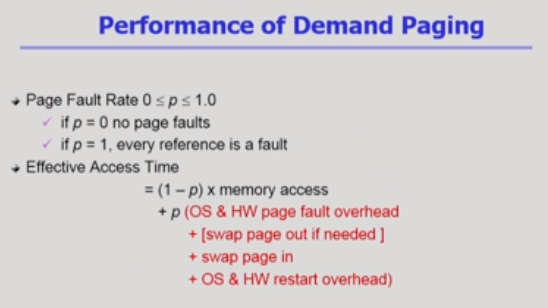 Performance of Demand Paging
Page Fault Rate 0 ≤ p ≤ 1.0
if p = 0 no page faults
if p = 1, every reference is a fault
Effective Access Time
= (1 – p) x memory access
+ p (OS & HW page fault overhead
+ [swap page out if needed ]
+ swap page in
+ OS & HW restart overhead)